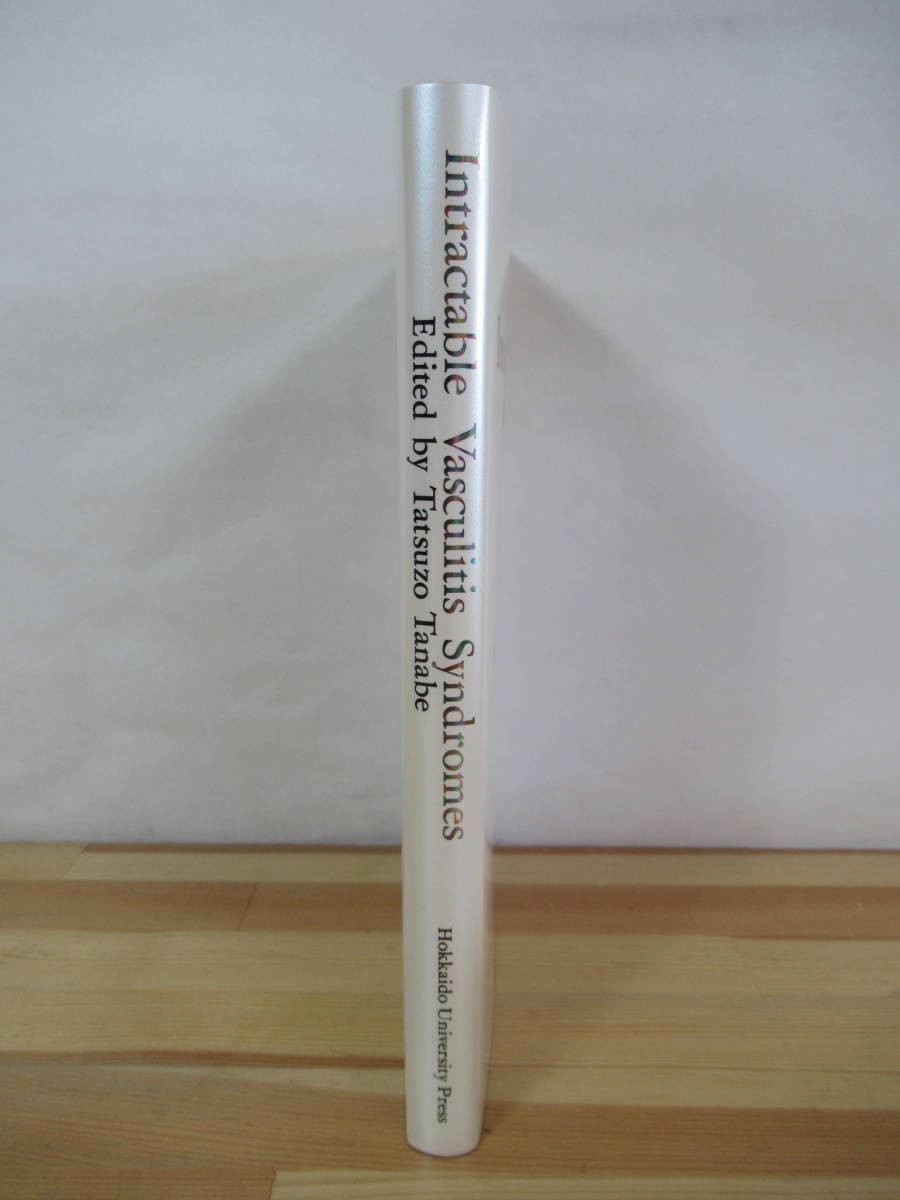 Intractable Vasculitis Syndromes
Edited by Tatsuzo Tanabe
Hokkaido University Press